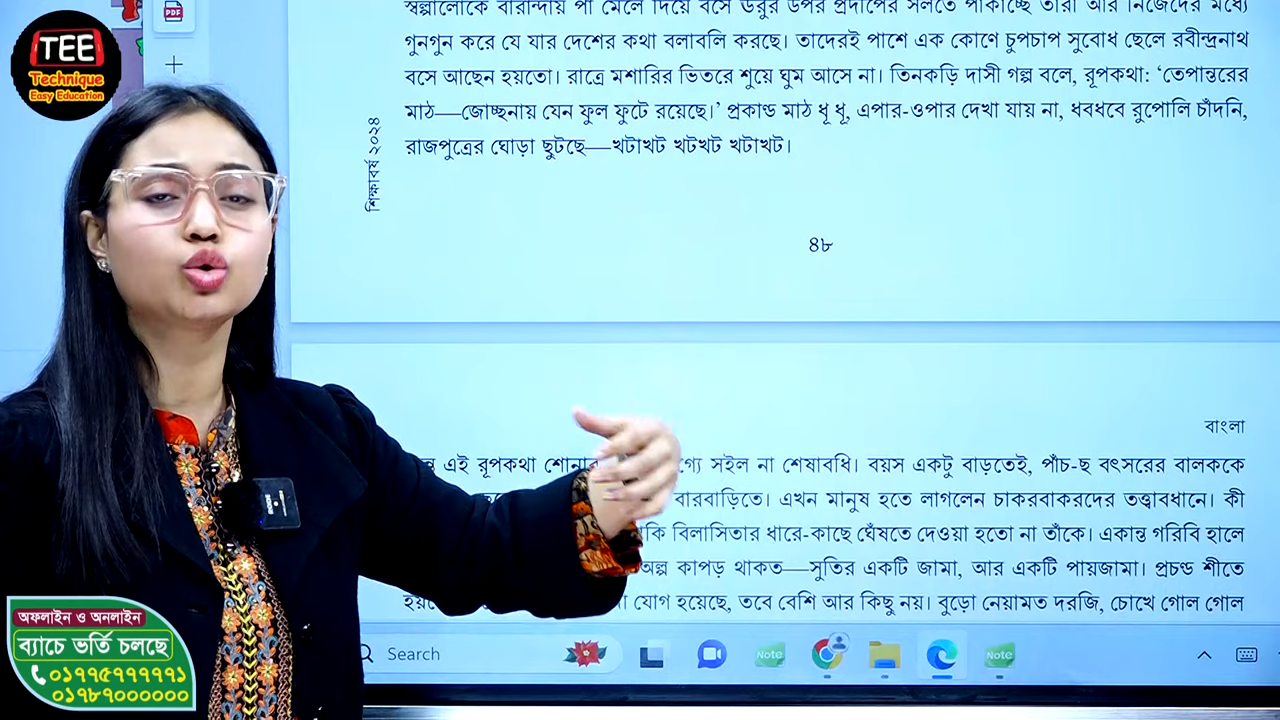 TEE
Technique
Easy Education
PDF
স্বল্পালোকে বারান্দায় পা মেলে দিয়ে বসে উরুর উপর প্রদীপের সলতে পাকাচ্ছে তারা আর নিজেদের মধ্যে
গুনগুন করে যে যার দেশের কথা বলাবলি করছে। তাদেরই পাশে এক কোণে চুপচাপ সুবোধ ছেলে রবীন্দ্রনাথ
বসে আছেন হয়তো। রাত্রে মশারির ভিতরে শুয়ে ঘুম আসে না। তিনকড়ি দাসী গল্প বলে, রূপকথা: ‘তেপান্তরের
মাঠ—জোচ্ছনায় যেন ফুল ফুটে রয়েছে।’ প্রকান্ড মাঠ ধূ ধূ, এপার-ওপার দেখা যায় না, ধবধবে রুপোলি চাঁদনি,
রাজপুত্রের ঘোড়া ছুটছে—খটাখট খটখট খটাখট।
শিক্ষাবর্ষ ২০২৪
৪৮
বাংলা
এই রূপকথা সইল না শেষাবধি। বয়স একটু বাড়তেই, পাঁচ-ছ বৎসরের বালককে
বারবাড়িতে। এখন মানুষ হতে লাগলেন চাকরবাকরদের তত্ত্বাবধানে। কী
বিলাসিতার ধারে-কাছে ঘেঁষতে দেওয়া হতো না তাঁকে। একান্ত গরিবি হালে
অল্প কাপড় থাকত—সুতির একটি জামা, আর একটি পায়জামা। প্রচণ্ড শীতে
যোগ হয়েছে, তবে বেশি আর কিছু নয়। বুড়ো নেয়ামত দরজি, চোখে গোল গোল
Search
Note
Note
অফলাইন ও অনলাইন
ব্যাচে ভর্তি চলছে
০১৭৭৫৭৭৭৭৭১
০১৭৮৭০০০০০০